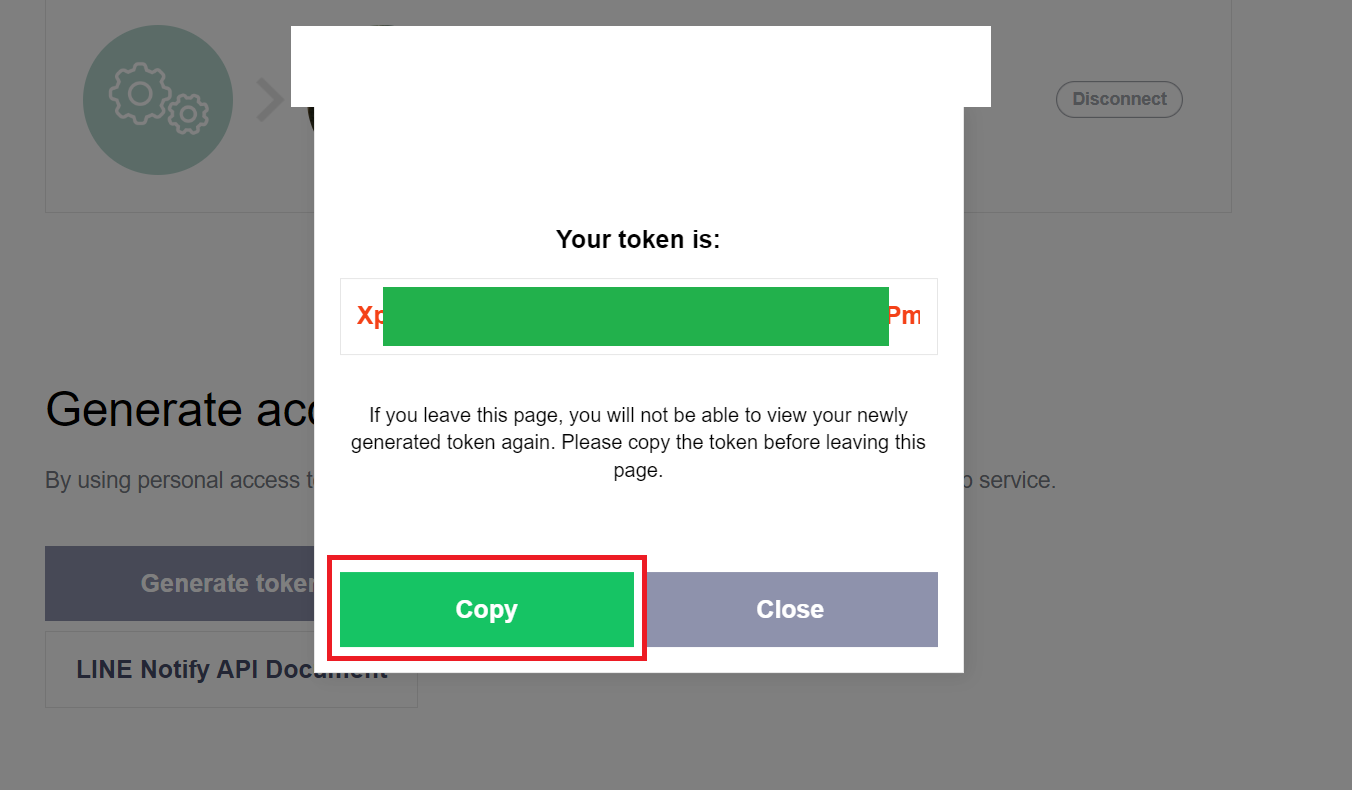 Disconnect
Your token is:
Xp
Pm
If you leave this page, you will not be able to view your newly
generated token again. Please copy the token before leaving this
page.
Copy
Close
Generate
By using personal access
service.
Generate token
LINE Notify API Document